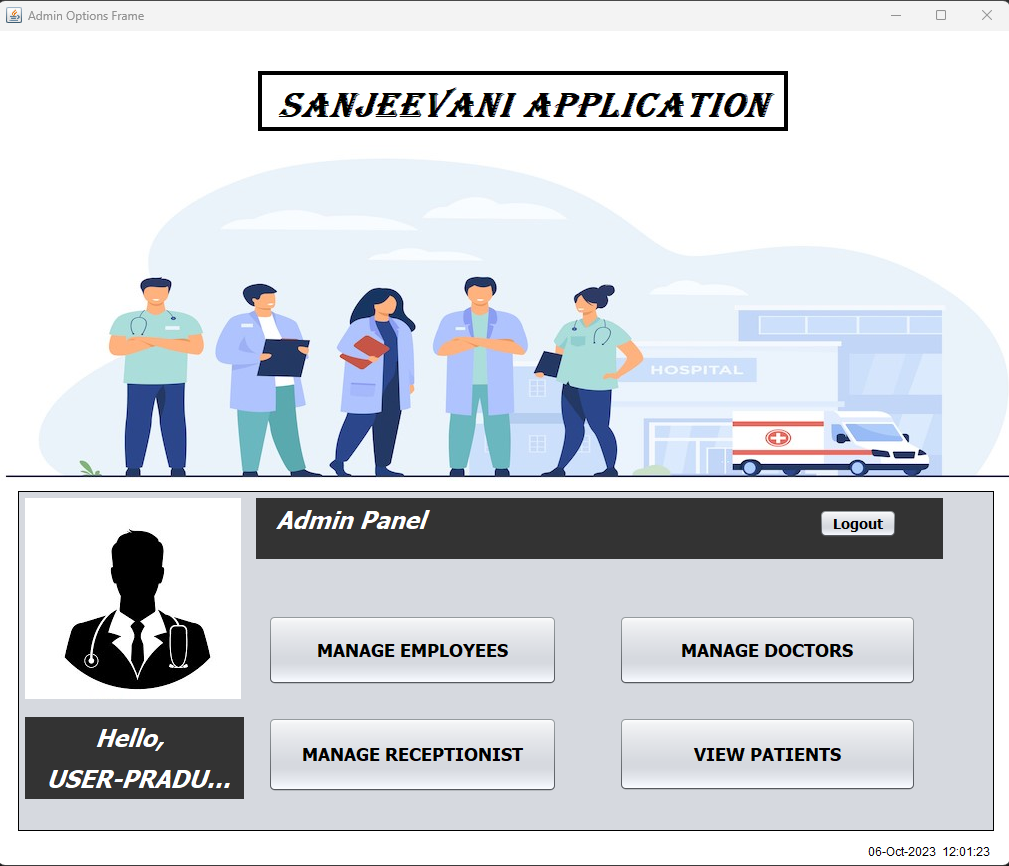 Admin Options Frame
SANJEEVANI APPLICATION
HOSPITAL
Admin Panel
Logout
MANAGE EMPLOYEES
MANAGE DOCTORS
MANAGE RECEPTIONIST
VIEW PATIENTS
Hello,
USER-PRADU...
06-Oct-2023 12:01:23